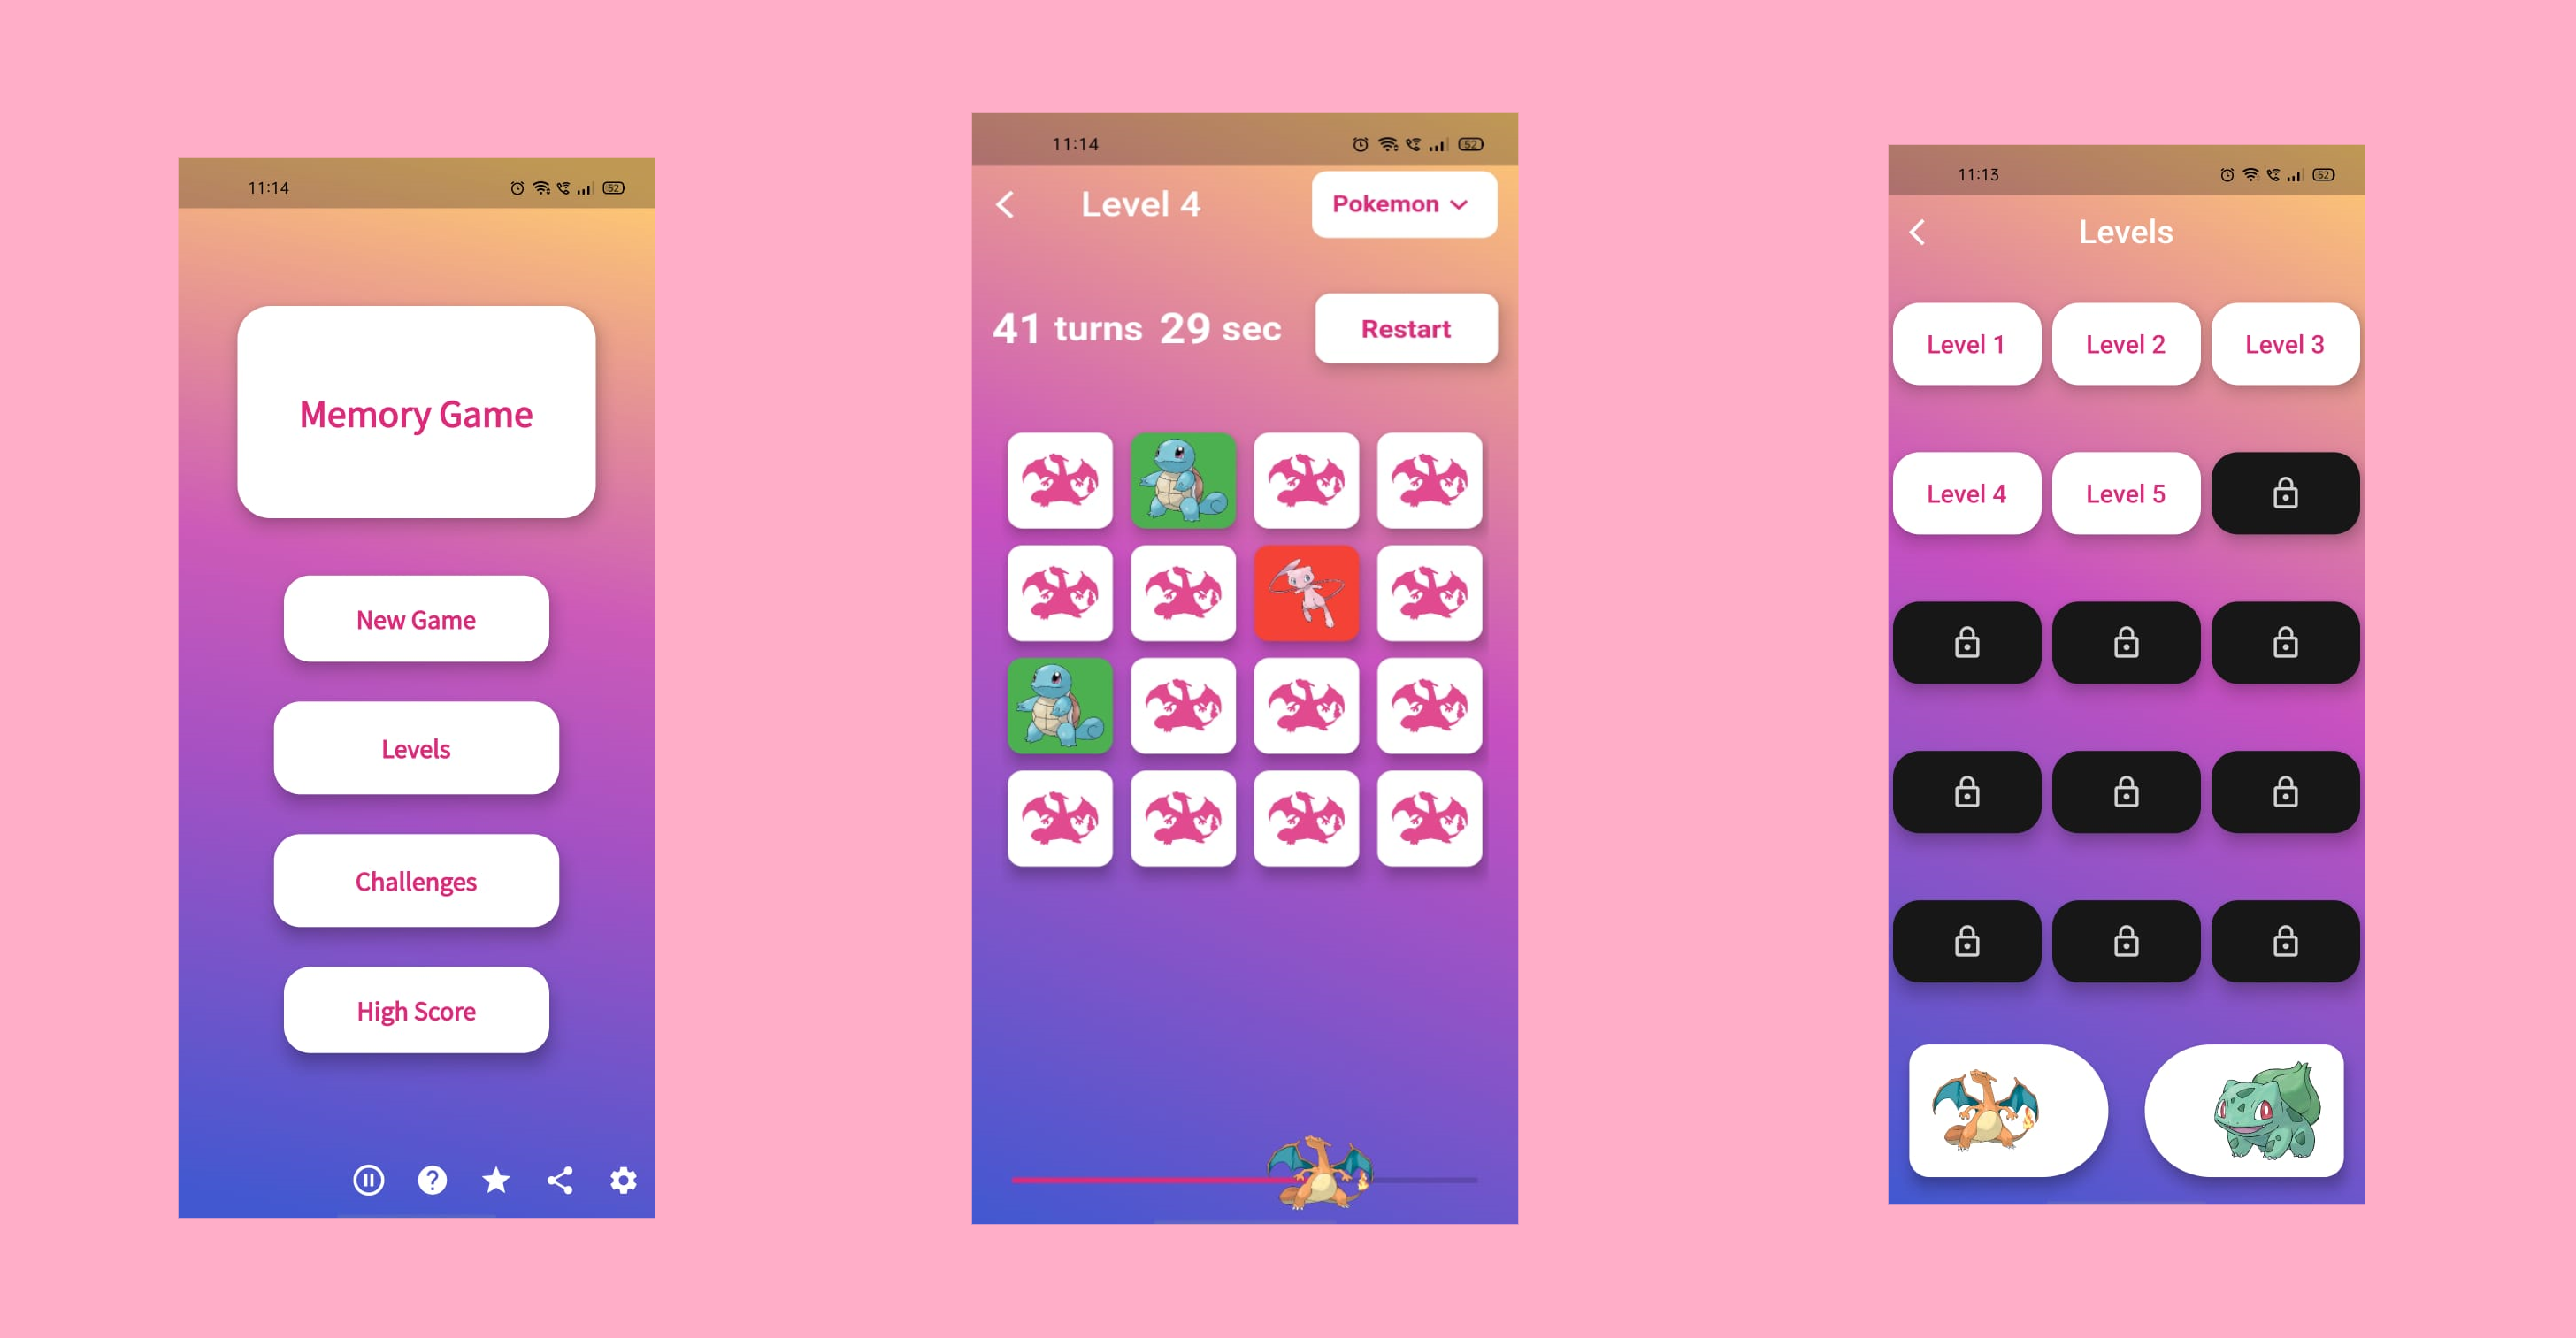 11:14
52
Memory Game
New Game
Levels
Challenges
High Score
11:14
52
Level 4
Pokemon
41 turns 29 sec
Restart
11:13
52
Levels
Level 1 Level 2 Level 3
Level 4 Level 5